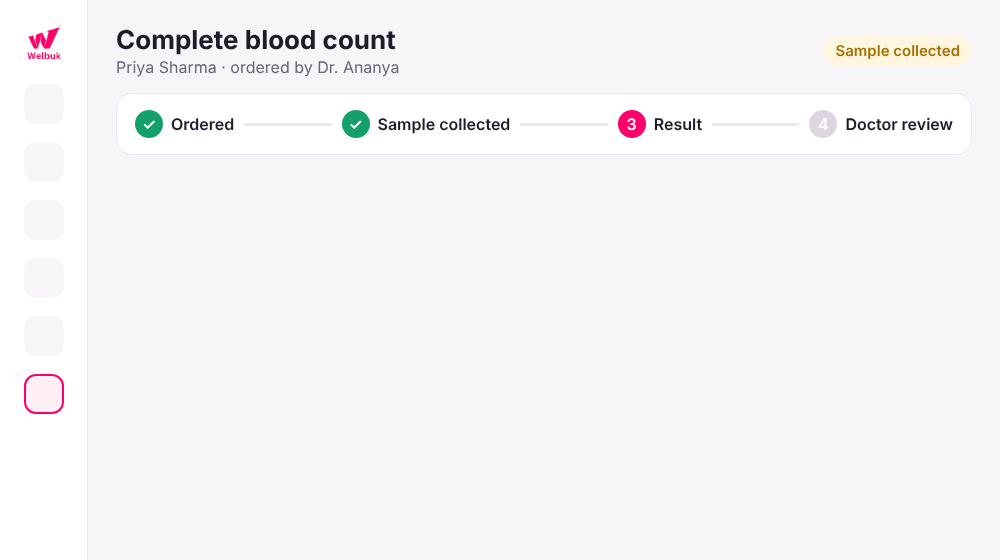 Welbuk
Complete blood count
Priya Sharma · ordered by Dr. Ananya
Sample collected
Ordered
Sample collected
3 Result
4 Doctor review